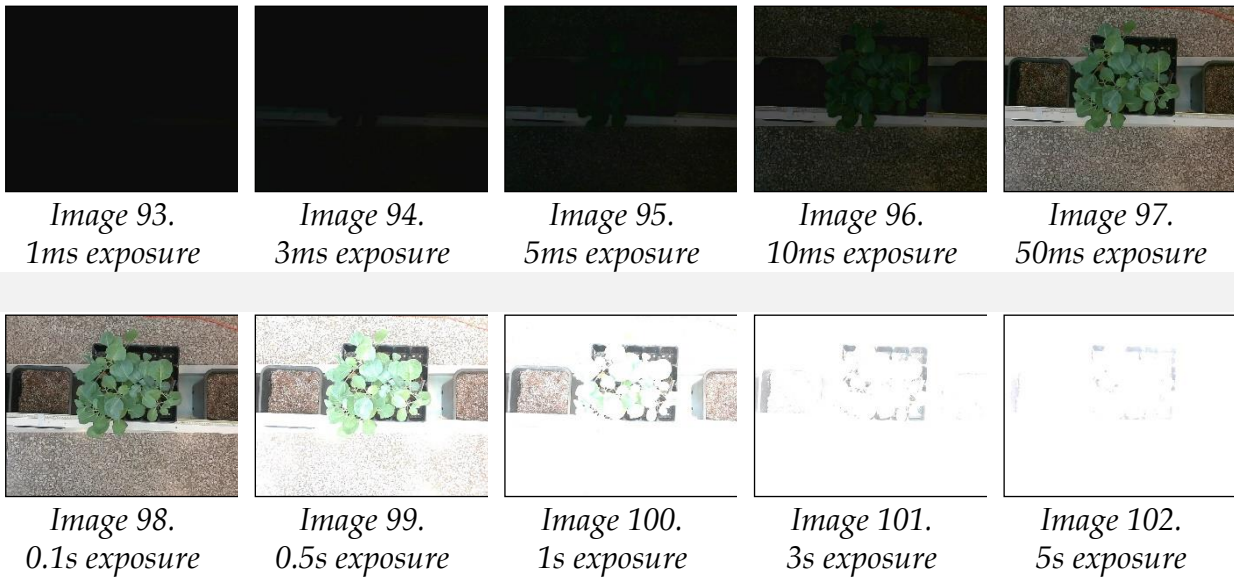 Image 93.
1ms exposure
Image 94.
3ms exposure
Image 95.
5ms exposure
Image 96.
10ms exposure
Image 97.
50ms exposure
Image 98.
0.1s exposure
Image 99.
0.5s exposure
Image 100.
1s exposure
Image 101.
3s exposure
Image 102.
5s exposure